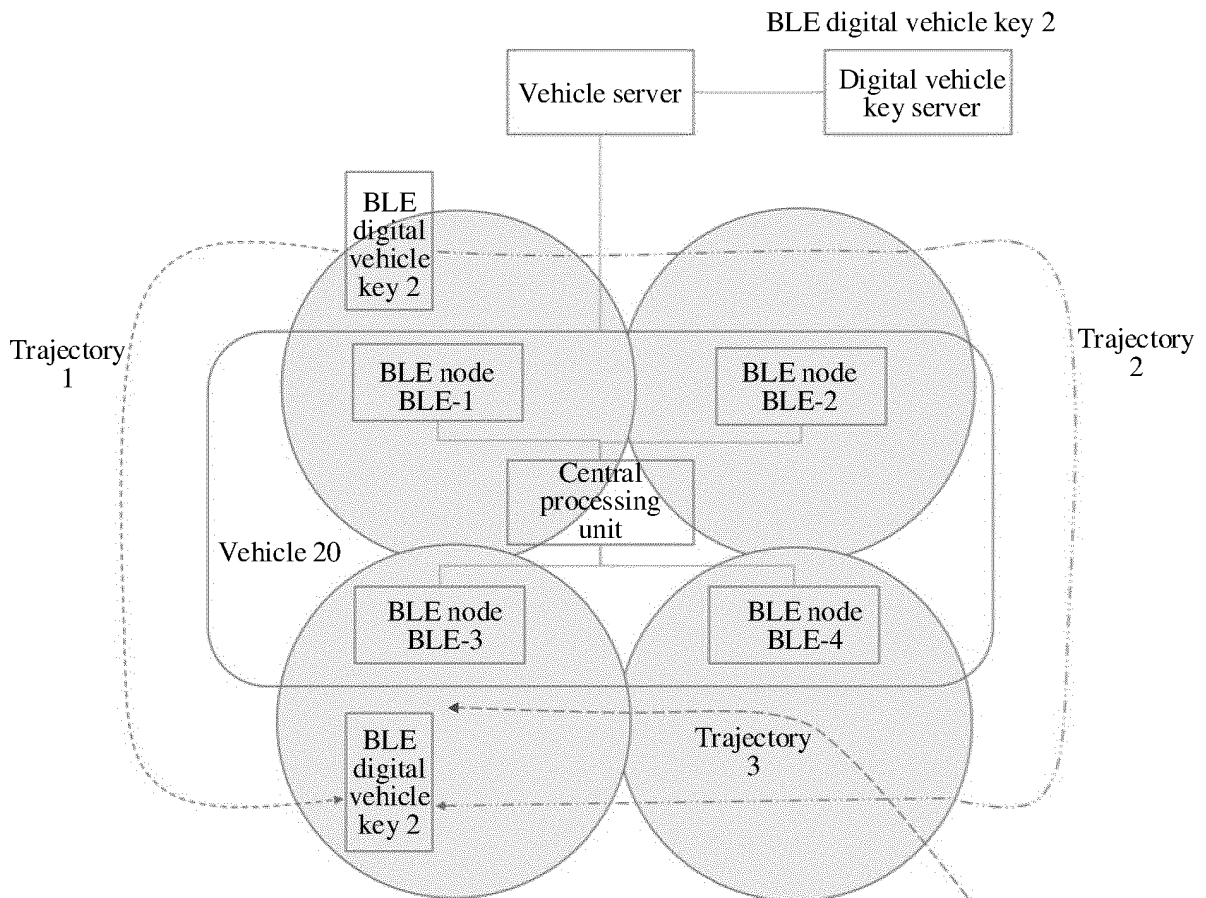 BLE digital vehicle key 2
Vehicle server
Digital vehicle
key server
BLE
digital
vehicle
key 2
Trajectory
1
Trajectory
2
BLE node
BLE-1
BLE node
BLE-2
Central
processing
unit
Vehicle 20
BLE node
BLE-3
BLE node
BLE-4
BLE
digital
vehicle
key 2
Trajectory
3